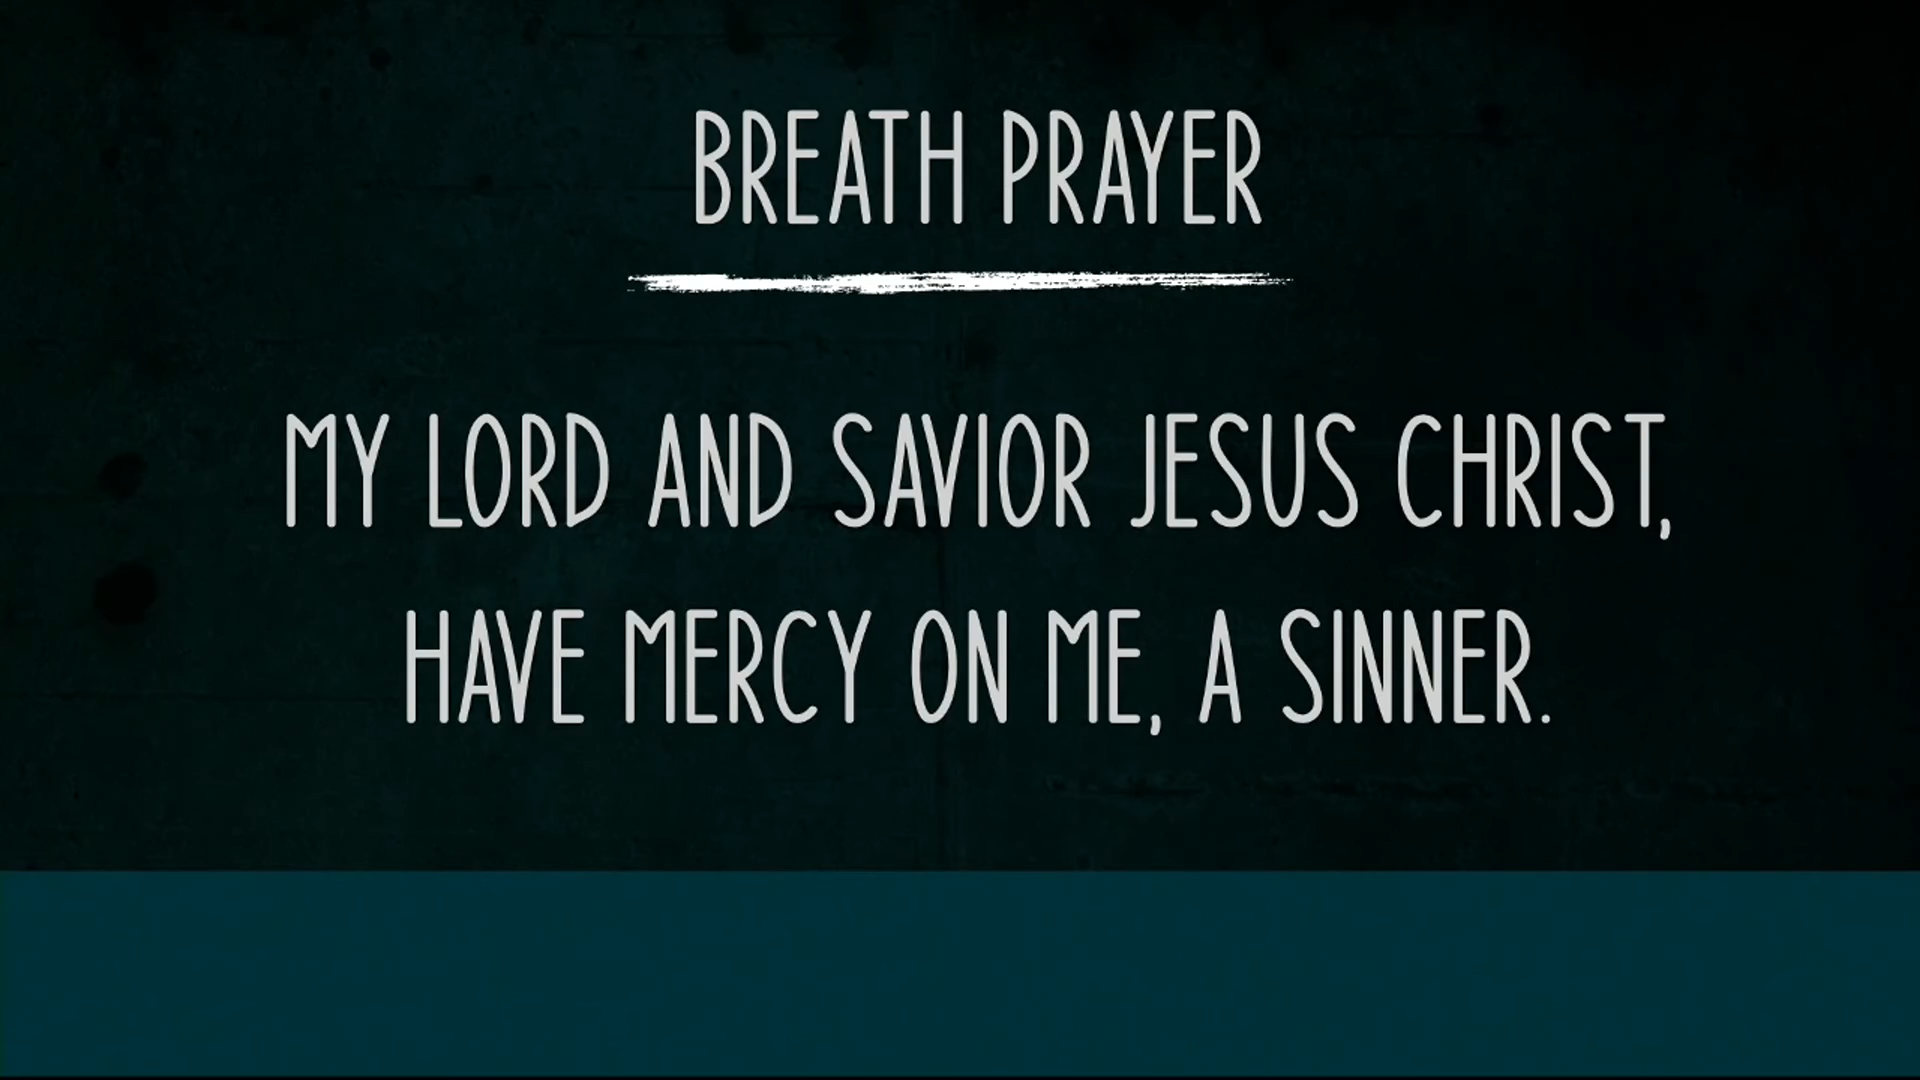 BREATH PRAYER
MY LORD AND SAVIOR JESUS CHRIST,
HAVE MERCY ON ME, A SINNER.